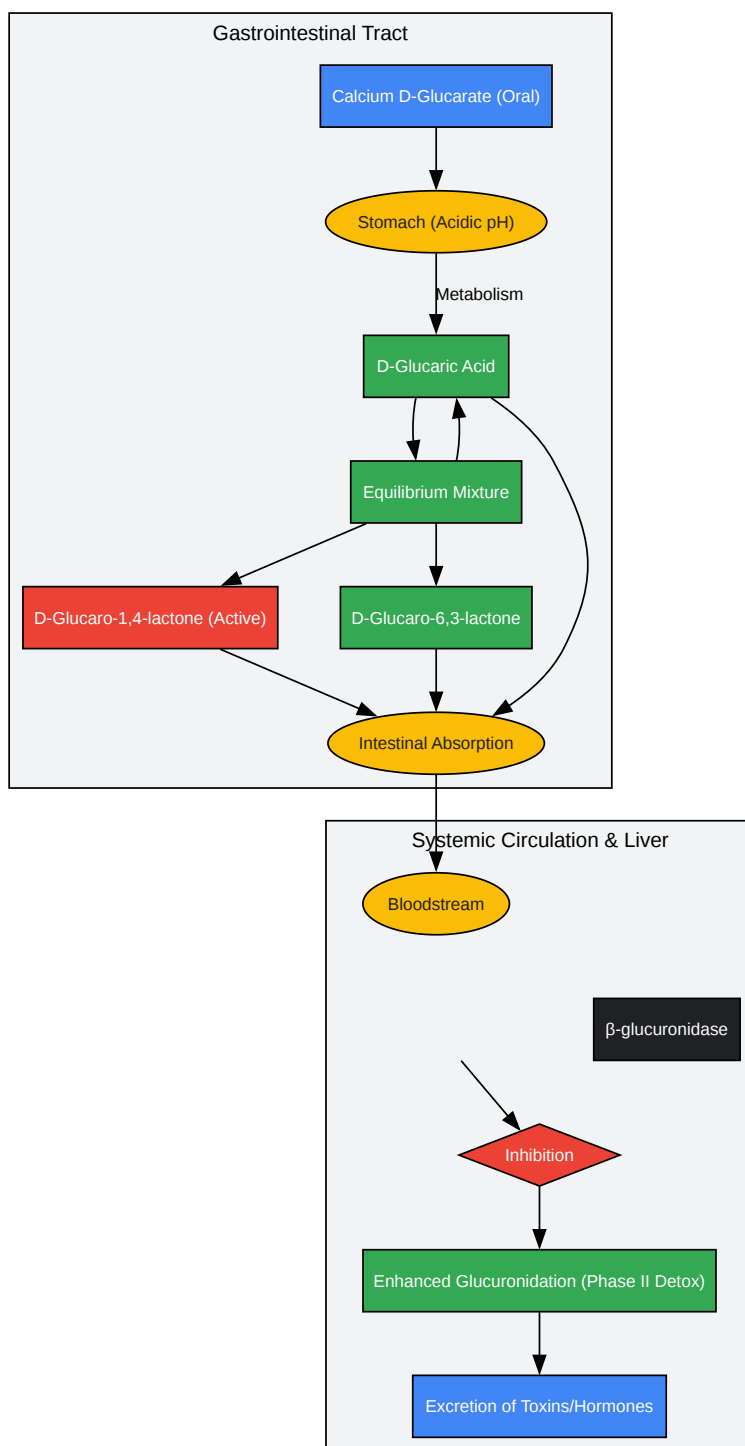 Gastrointestinal Tract
Calcium D-Glucarate (Oral)
Stomach (Acidic pH)
Metabolism
D-Glucaric Acid
Equilibrium Mixture
D-Glucaro-1,4-lactone (Active)
D-Glucaro-6,3-lactone
Intestinal Absorption
Systemic Circulation & Liver
Bloodstream
β-glucuronidase
Inhibition
Enhanced Glucuronidation (Phase II Detox)
Excretion of Toxins/Hormones